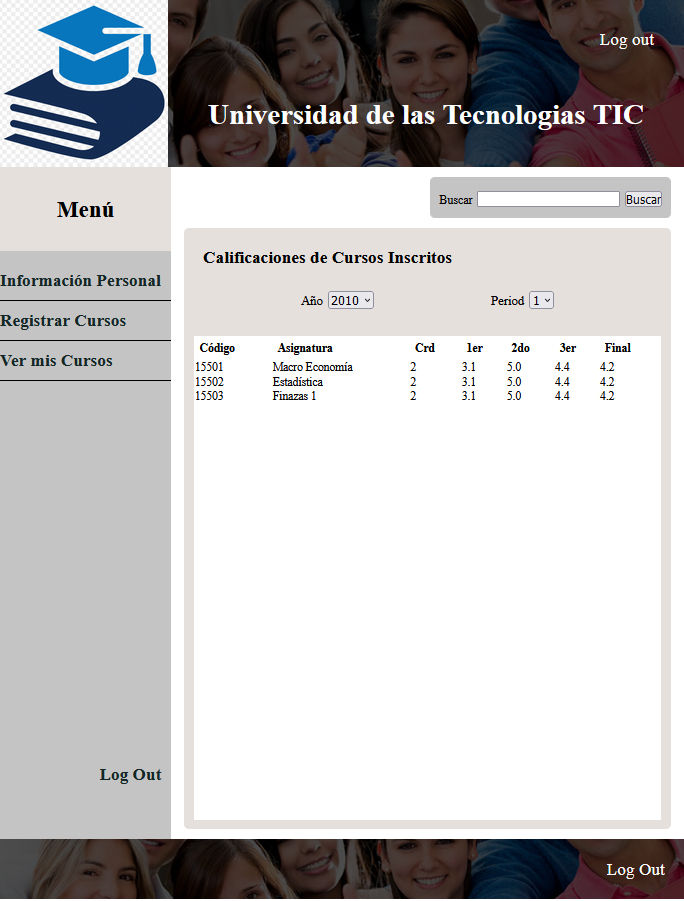 Log out
Universidad de las Tecnologias TIC
Menú
Buscar Buscar
Información Personal
Registrar Cursos
Ver mis Cursos
Calificaciones de Cursos Inscritos
Año 2010 Period 1
Código Asignatura Crd 1er 2do 3er Final
15501 Macro Economía 2 3.1 5.0 4.4 4.2
15502 Estadística 2 3.1 5.0 4.4 4.2
15503 Finazas 1 2 3.1 5.0 4.4 4.2
Log Out
Log Out